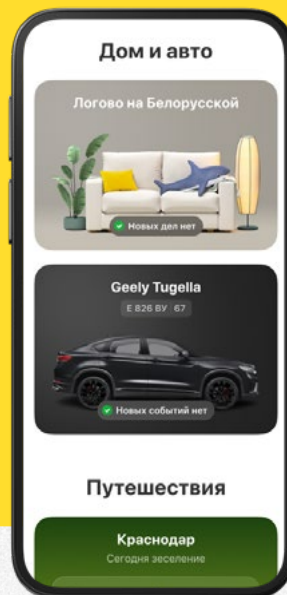 Дом и авто
Логово на Белорусской
Новых дел нет
Geely Tugella
Е 826 ВУ 67
Новых событий нет
Путешествия
Краснодар
Сегодня зеселение